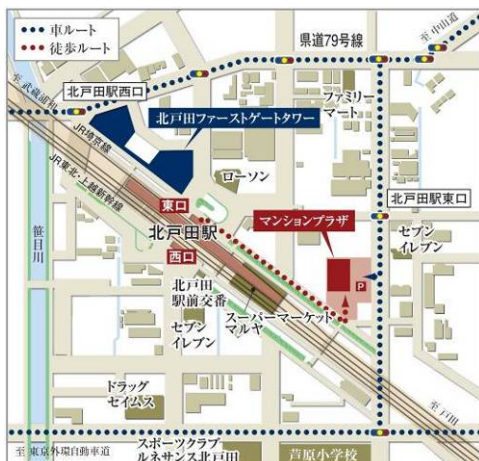 車ルート
徒歩ルート
県道79号線
至 中山道
至 武蔵浦和
北戸田駅西口
北戸田ファーストゲートタワー
ファミリー
マート
JR埼京線
JR東北・上越新幹線
ローソン
北戸田駅東口
東口
マンションプラザ
北戸田駅
セブン
イレブン
笹目川
西口
P
北戸田
駅前交番
スーパーマーケット
マルヤ
セブン
イレブン
ドラッグ
セイムス
至 戸田
至 東京外環自動車道
スポーツクラブ
ルネサンス北戸田
芦原小学校